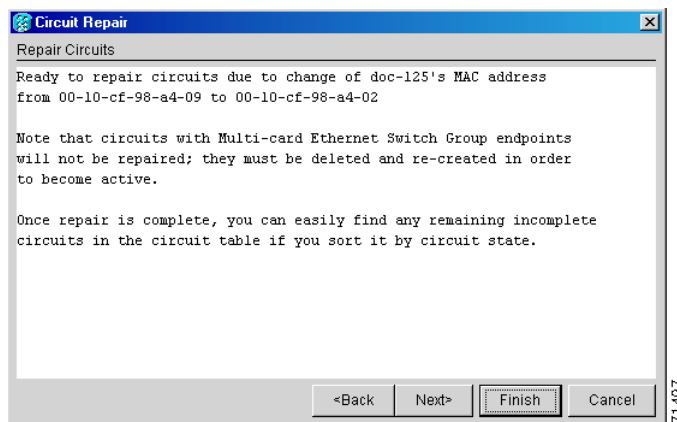 Circuit Repair
Repair Circuits
Ready to repair circuits due to change of doc-125's MAC address
from 00-10-cf-98-a4-09 to 00-10-cf-98-a4-02
Note that circuits with Multi-card Ethernet Switch Group endpoints
will not be repaired; they must be deleted and re-created in order
to become active.
Once repair is complete, you can easily find any remaining incomplete
circuits in the circuit table if you sort it by circuit state.
<Back
Next>
Finish
Cancel